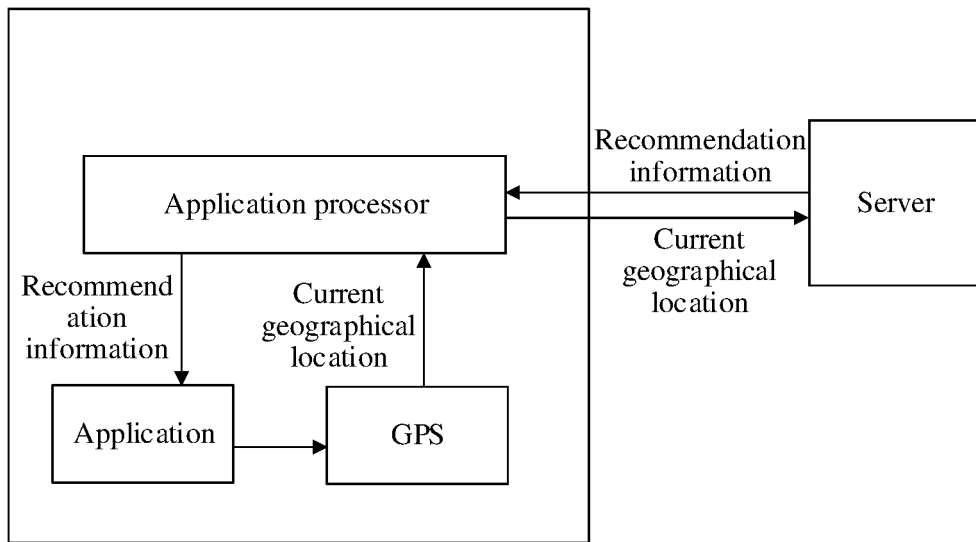 Recommendation
information
Application processor
Server
Current
geographical
location
Recommend
ation
information
Current
geographical
location
Application
GPS